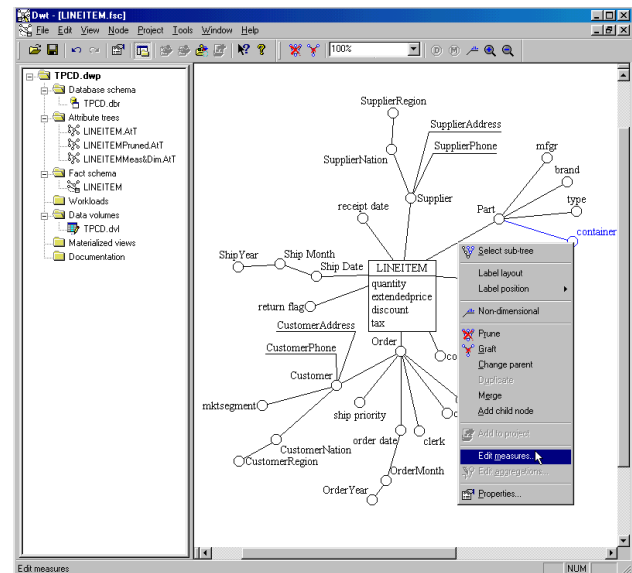 Dwt - [LINEITEM.fsc]
File Edit View Node Project Tools Window Help
100%
TPCD.dwp
Database schema
TPCD.dbr
Attribute trees
LINEITEM.AtT
LINEITEMPruned.AtT
LINEITEMMeas&Dim.AtT
Fact schema
LINEITEM
Workloads
Data volumes
TPCD.dvl
Materialized views
Documentation
SupplierRegion
SupplierAddress
SupplierPhone
SupplierNation
mfgr
brand
type
Supplier
Part
receipt date
container
ShipYear
Ship Month
Ship Date
LINEITEM
quantity
extendedprice
discount
tax
return flag
CustomerAddress
Order
CustomerPhone
Customer
mktsegment
ship priority
order date
clerk
CustomerNation
CustomerRegion
OrderMonth
OrderYear
Select sub-tree
Label layout
Label position
Non-dimensional
Prune
Graft
Change parent
Duplicate
Merge
Add child node
Add to project
Edit measures...
Edit aggregations...
Properties...
Edit measures
NUM